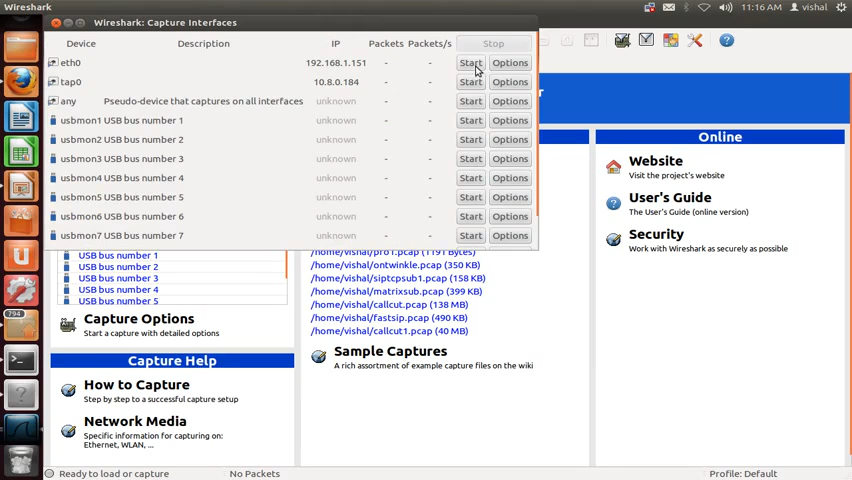 Wireshark
11:16 AM
vishal
Wireshark: Capture Interfaces
Device Description IP Packets Packets/s Stop
eth0 192.168.1.151 - - Start Options
tap0 10.8.0.184 - - Start Options
any Pseudo-device that captures on all interfaces unknown - - Start Options
usbmon1 USB bus number 1 unknown - - Start Options
usbmon2 USB bus number 2 unknown - - Start Options
usbmon3 USB bus number 3 unknown - - Start Options
usbmon4 USB bus number 4 unknown - - Start Options
usbmon5 USB bus number 5 unknown - - Start Options
usbmon6 USB bus number 6 unknown - - Start Options
usbmon7 USB bus number 7 unknown - - Start Options
USB bus number 1
USB bus number 2
USB bus number 3
USB bus number 4
USB bus number 5
Capture Options
Start a capture with detailed options
Capture Help
How to Capture
Step by step to a successful capture setup
Network Media
Specific information for capturing on:
Ethernet, WLAN, ...
/home/vishal/pro1.pcap (1191 Bytes)
/home/vishal/ontwinkle.pcap (350 KB)
/home/vishal/siptcpsub1.pcap (158 KB)
/home/vishal/matrixsub.pcap (399 KB)
/home/vishal/callcut.pcap (138 MB)
/home/vishal/fastsip.pcap (490 KB)
/home/vishal/callcut1.pcap (40 MB)
Sample Captures
A rich assortment of example capture files on the wiki
Online
Website
Visit the project's website
User's Guide
The User's Guide (online version)
Security
Work with Wireshark as securely as possible
794
Ready to load or capture
No Packets
Profile: Default